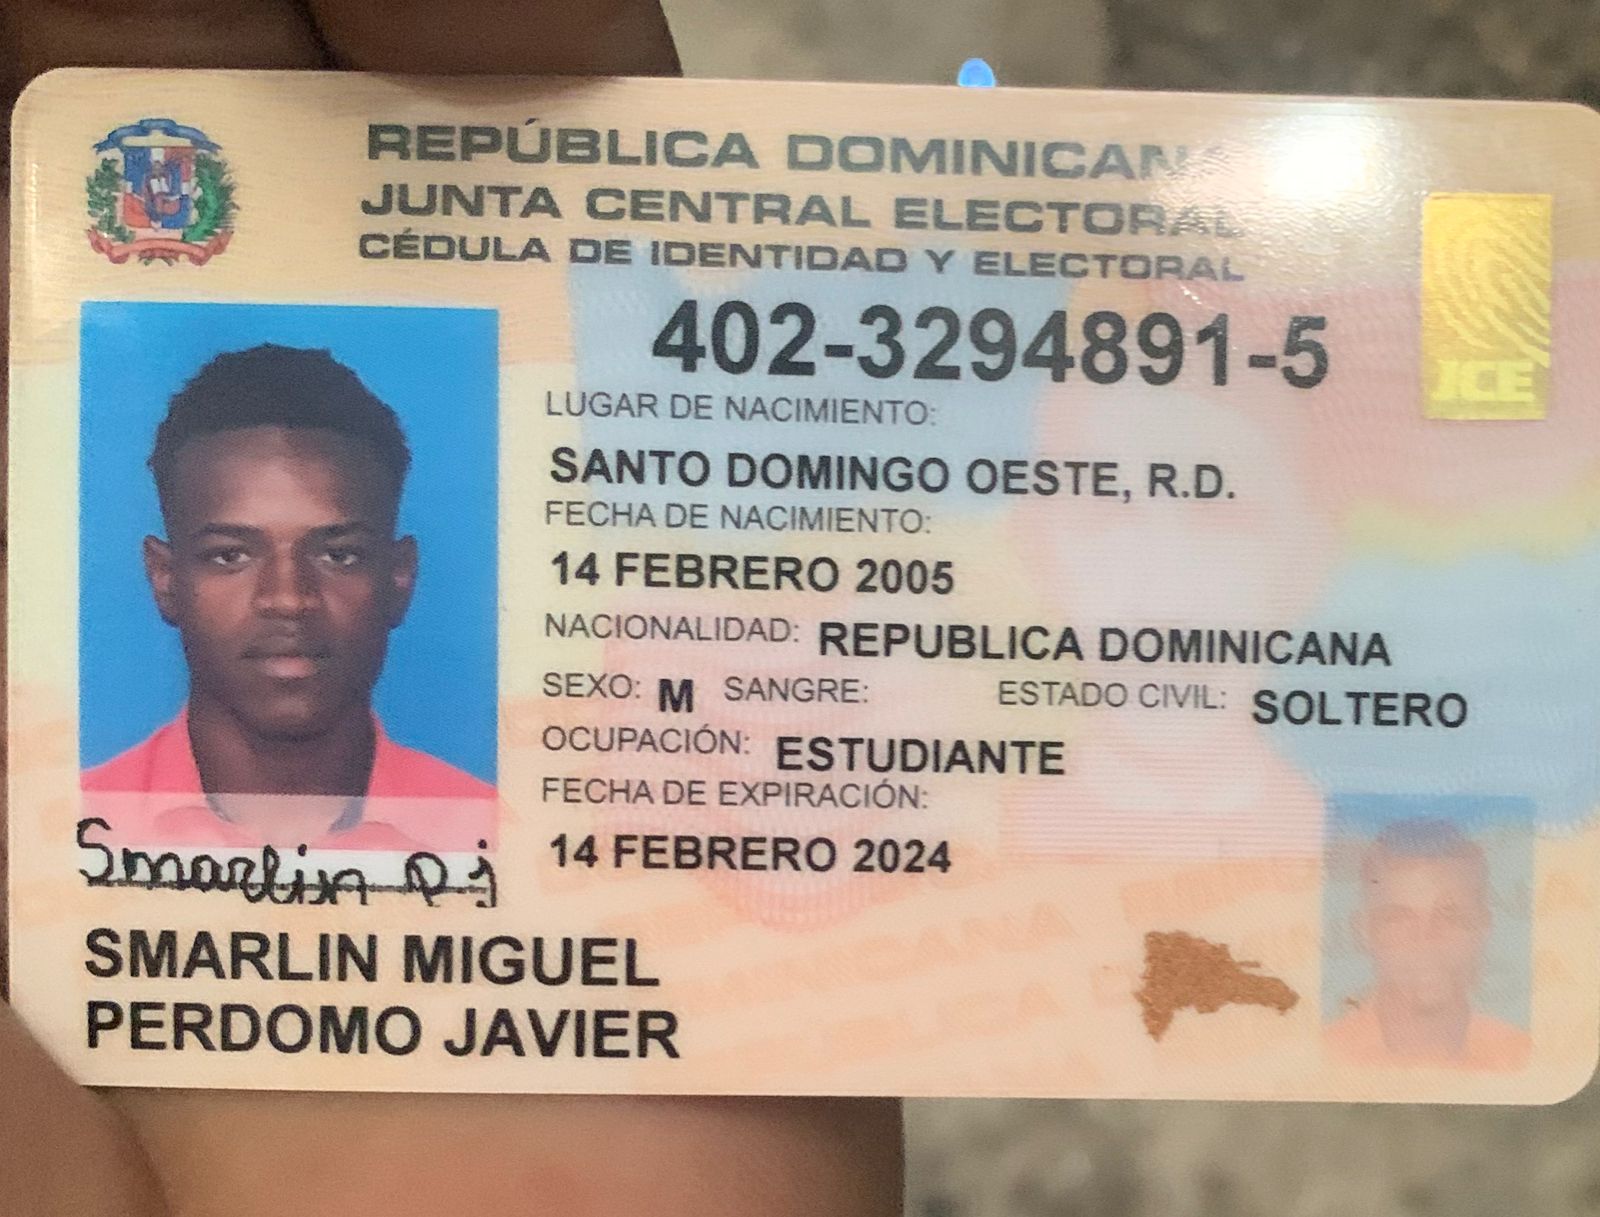 REPÚBLICA DOMINICANA
JUNTA CENTRAL ELECTORAL
CÉDULA DE IDENTIDAD Y ELECTORAL
402-3294891-5
JCE
LUGAR DE NACIMIENTO:
SANTO DOMINGO OESTE, R.D.
FECHA DE NACIMIENTO:
14 FEBRERO 2005
NACIONALIDAD: REPUBLICA DOMINICANA
SEXO: M SANGRE: ESTADO CIVIL: SOLTERO
OCUPACIÓN: ESTUDIANTE
FECHA DE EXPIRACIÓN:
14 FEBRERO 2024
Smarlin P j
SMARLIN MIGUEL
PERDOMO JAVIER